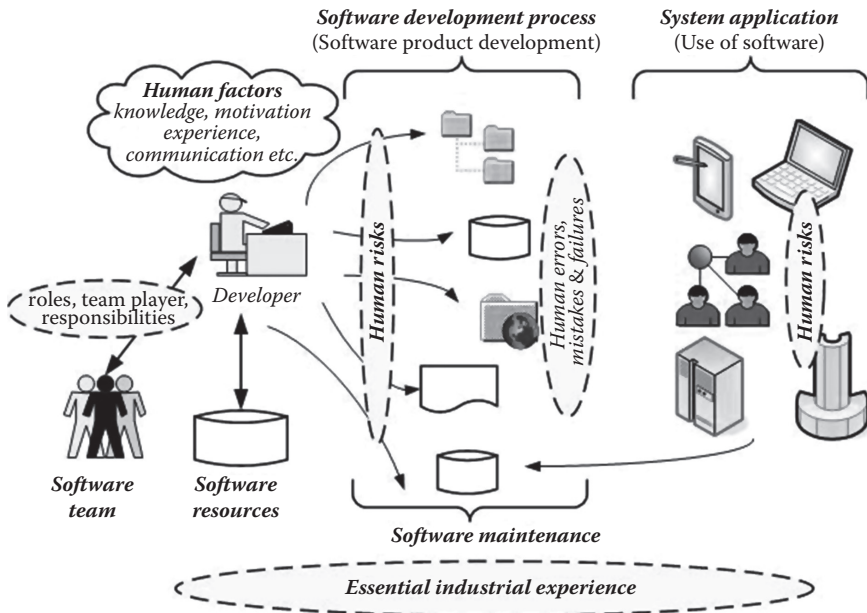 Software development process
(Software product development)
System application
(Use of software)
Human factors
knowledge, motivation
experience,
communication etc.
Human risks
Human errors,
mistakes & failures
Human risks
Developer
roles, team player,
responsibilities
Software
team
Software
resources
Software maintenance
Essential industrial experience